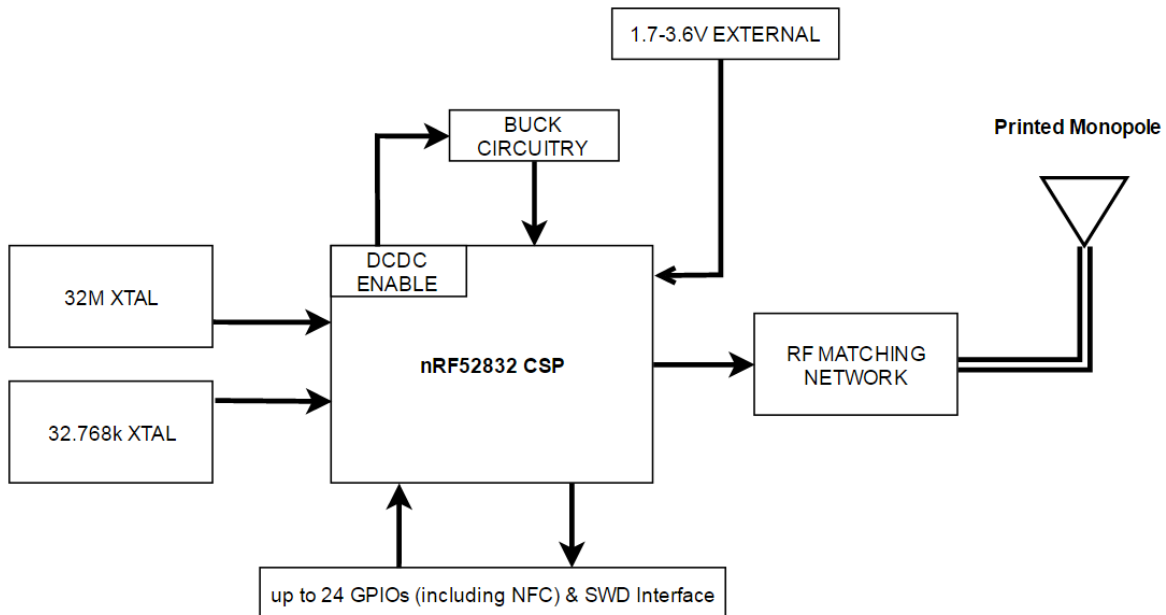 1.7-3.6V EXTERNAL
BUCK
CIRCUITRY
Printed Monopole
DCDC
ENABLE
32M XTAL
nRF52832 CSP
RF MATCHING
NETWORK
32.768k XTAL
up to 24 GPIOs (including NFC) & SWD Interface